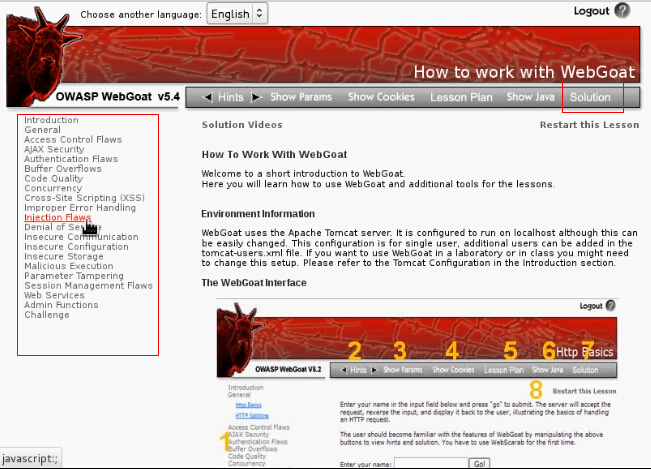 Choose another language: English
Logout ?
How to work with WebGoat
OWASP WebGoat v5.4
Hints Show Params Show Cookies Lesson Plan Show Java Solution
Introduction
General
Access Control Flaws
AJAX Security
Authentication Flaws
Buffer Overflows
Code Quality
Concurrency
Cross-Site Scripting (XSS)
Improper Error Handling
Injection Flaws
Denial of
Insecure Communication
Insecure Configuration
Insecure Storage
Malicious Execution
Parameter Tampering
Session Management Flaws
Web Services
Admin Functions
Challenge
Solution Videos
Restart this Lesson
How To Work With WebGoat
Welcome to a short introduction to WebGoat.
Here you will learn how to use WebGoat and additional tools for the lessons.
Environment Information
WebGoat uses the Apache Tomcat server. It is configured to run on localhost although this can
be easily changed. This configuration is for single user, additional users can be added in the
tomcat-users.xml file. If you want to use WebGoat in a laboratory or in class you might need
to change this setup. Please refer to the Tomcat Configuration in the Introduction section.
The WebGoat Interface
Logout ?
2 3 4 5 6 7
Http Basics
OWASP WebGoat V5.2
Hints Show Params Show Cookies Lesson Plan Show Java Solution
8
Restart this Lesson
Introduction
General
Http Basics
HTTP Splitting
Access Control Flaws
AJAX Security
Authentication Flaws
Buffer Overflows
Code Quality
Concurrency
1
Enter your name in the input field below and press "go" to submit. The server will accept the
request, reverse the input, and display it back to the user, illustrating the basics of handling
an HTTP request.
The user should become familiar with the features of WebGoat by manipulating the above
buttons to view hints and solution. You have to use WebScarab for the first time.
Enter your name: Go!
javascript:;